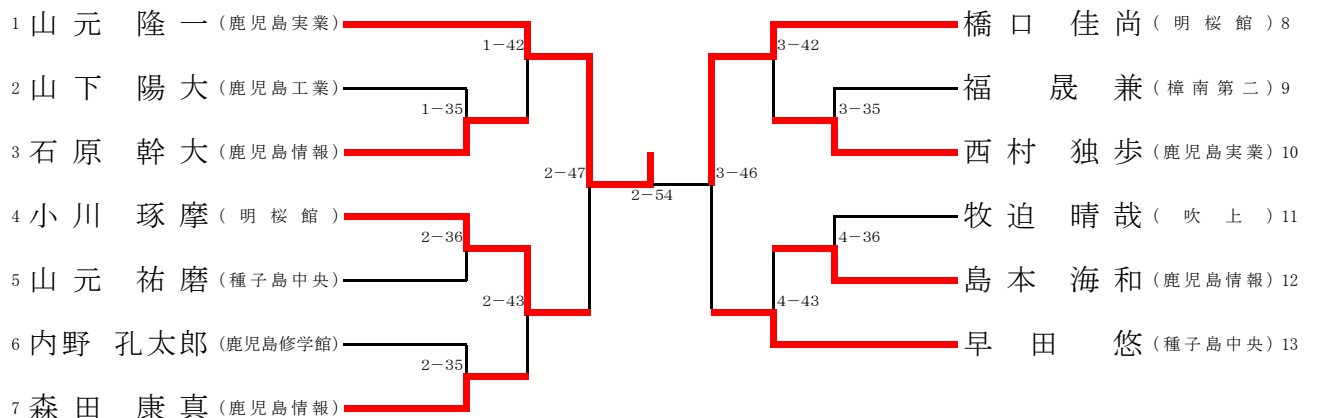 1 山元 隆一 (鹿児島実業)
2 山下 陽大 (鹿児島工業)
3 石原 幹大 (鹿児島情報)
4 小川 琢摩 (明桜館)
5 山元 祐磨 (種子島中央)
6 内野 孔太郎 (鹿児島修学館)
7 森田 康真 (鹿児島情報)
1-42
1-35
2-47
2-36
2-43
2-35
2-54
3-42
3-35
3-46
4-36
4-43
橋口 佳尚 (明桜館) 8
福 晟兼 (樟南第二) 9
西村 独歩 (鹿児島実業) 10
牧迫 晴哉 (吹上) 11
島本 海和 (鹿児島情報) 12
早田 悠 (種子島中央) 13